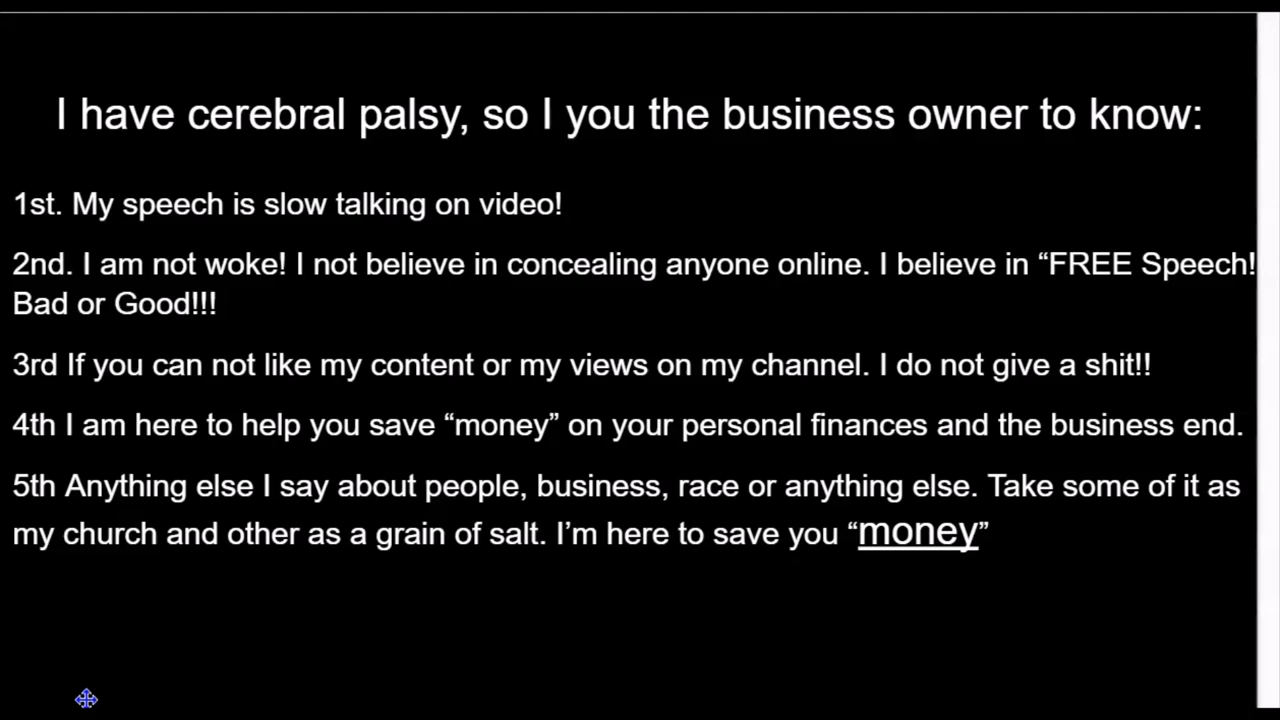 I have cerebral palsy, so I you the business owner to know:
1st. My speech is slow talking on video!
2nd. I am not woke! I not believe in concealing anyone online. I believe in “FREE Speech!
Bad or Good!!!
3rd If you can not like my content or my views on my channel. I do not give a shit!!
4th I am here to help you save “money” on your personal finances and the business end.
5th Anything else I say about people, business, race or anything else. Take some of it as
my church and other as a grain of salt. I’m here to save you “money”